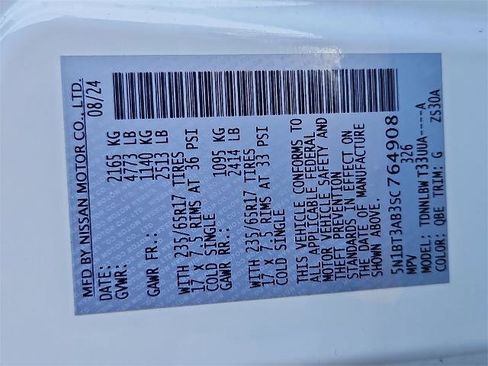 MFD BY NISSAN MOTOR CO., LTD.
DATE: 08/24
GVWR: 2165 KG
4773 LB
GAWR FR: 1140 KG
2513 LB
WITH 235/65R17 TIRES
17 X 7.5 RIMS AT 36 PSI
COLD SINGLE
GAWR RR: 1095 KG
2414 LB
WITH 235/65R17 TIRES
17 X 7.5 RIMS AT 33 PSI
COLD SINGLE
THIS VEHICLE CONFORMS TO
ALL APPLICABLE FEDERAL
MOTOR VEHICLE SAFETY AND
THEFT PREVENTION
STANDARDS IN EFFECT ON
THE DATE OF MANUFACTURE
SHOWN ABOVE.
5N1BT3AB3SC764908
MPV 326
MODEL: TDNNLBW T33UUA----A
COLOR: QBE TRIM: G ZS30A